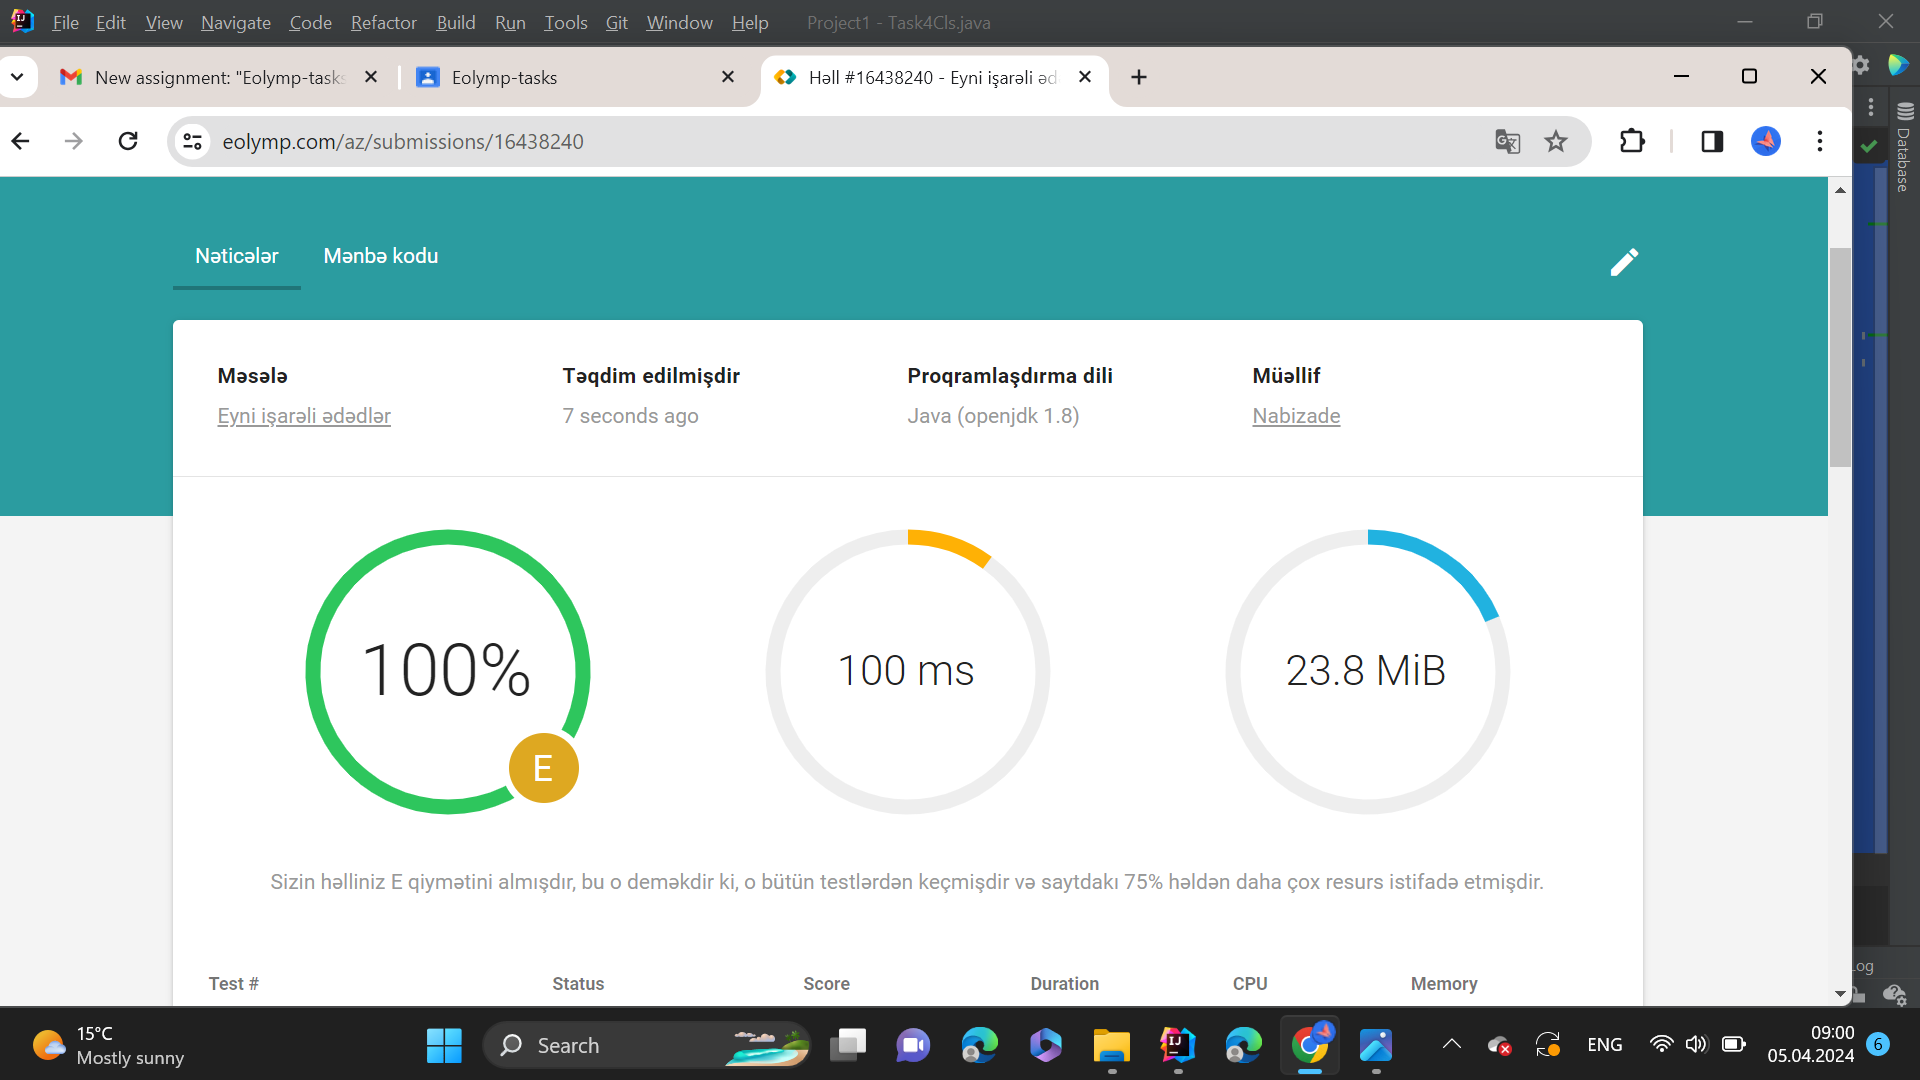 File Edit View Navigate Code Refactor Build Run Tools Git Window Help Project1 - Task4Cls.java
New assignment: "Eolymp-tasks
Eolymp-tasks
Həll #16438240 - Eyni işarəli əd
eolymp.com/az/submissions/16438240
Database
Nəticələr Mənbə kodu
Məsələ Təqdim edilmişdir Proqramlaşdırma dili Müəllif
Eyni işarəli ədədlər 7 seconds ago Java (openjdk 1.8) Nabizade
100% 100 ms 23.8 MiB
E
Sizin həlliniz E qiymətini almışdır, bu o deməkdir ki, o bütün testlərdən keçmişdir və saytdakı 75% həldən daha çox resurs istifadə etmişdir.
Test # Status Score Duration CPU Memory
15°C
Mostly sunny
Search
ENG
09:00
05.04.2024
6